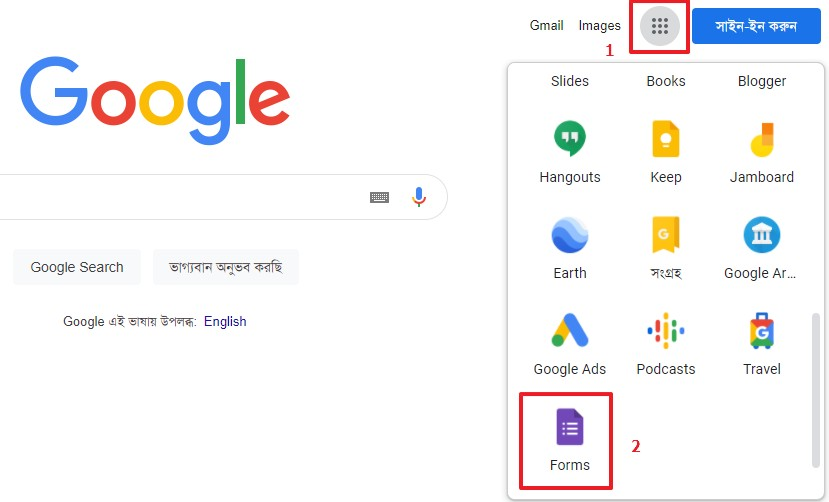 Gmail Images সাইন-ইন করুন
1
Google
Slides Books Blogger
Hangouts Keep Jamboard
Earth সংগ্রহ Google Ar...
Google Search ভাগ্যবান অনুভব করছি
Google এই ভাষায় উপলব্ধ: English
Google Ads Podcasts Travel
Forms
2